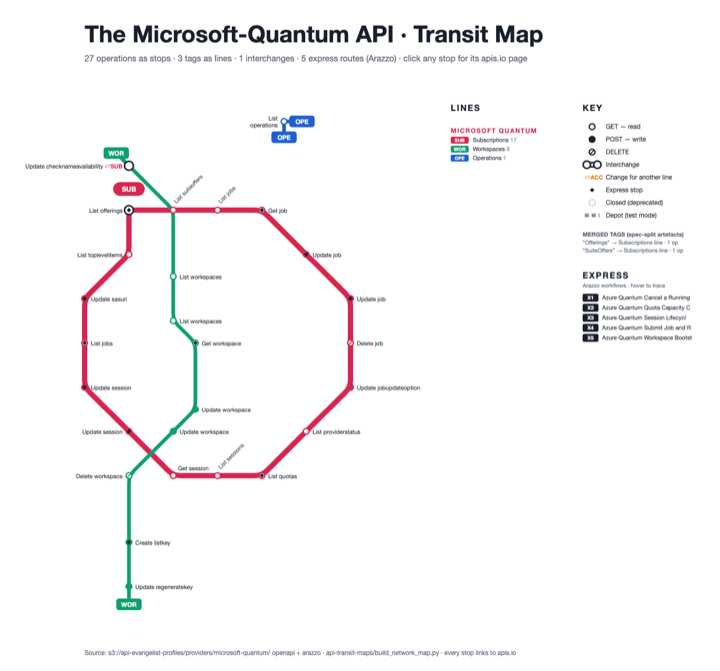 The Microsoft-Quantum API · Transit Map
27 operations as stops · 3 tags as lines · 1 interchanges · 5 express routes (Arazzo) · click any stop for its apis.io page
LINES
MICROSOFT QUANTUM
SUB Subscriptions 17
WOR Workspaces 9
OPE Operations 1
KEY
GET — read
POST — write
DELETE
Interchange
⇄ACC Change for another line
Express stop
Closed (deprecated)
Depot (test mode)
MERGED TAGS (spec-split artefacts)
"Offerings" → Subscriptions line · 1 op
"SuiteOffers" → Subscriptions line · 1 op
EXPRESS
Arazzo workflows · hover to trace
X1 Azure Quantum Cancel a Running
X2 Azure Quantum Quota Capacity C
X3 Azure Quantum Session Lifecycl
X4 Azure Quantum Submit Job and R
X5 Azure Quantum Workspace Bootst
List operations
OPE
OPE
WOR
Update checknameavailability ⇄SUB
SUB
List offerings
List suiteoffers
List jobs
Get job
List toplevelitems
Update job
List workspaces
Update sasuri
Update job
List workspaces
List jobs
Get workspace
Delete job
Update session
Update jobupdateoption
Update workspace
Update session
Update workspace
List providerstatus
Delete workspace
Get session
List sessions
List quotas
Create listkey
Update regeneratekey
WOR
Source: s3://api-evangelist-profiles/providers/microsoft-quantum/ openapi + arazzo · api-transit-maps/build_network_map.py · every stop links to apis.io